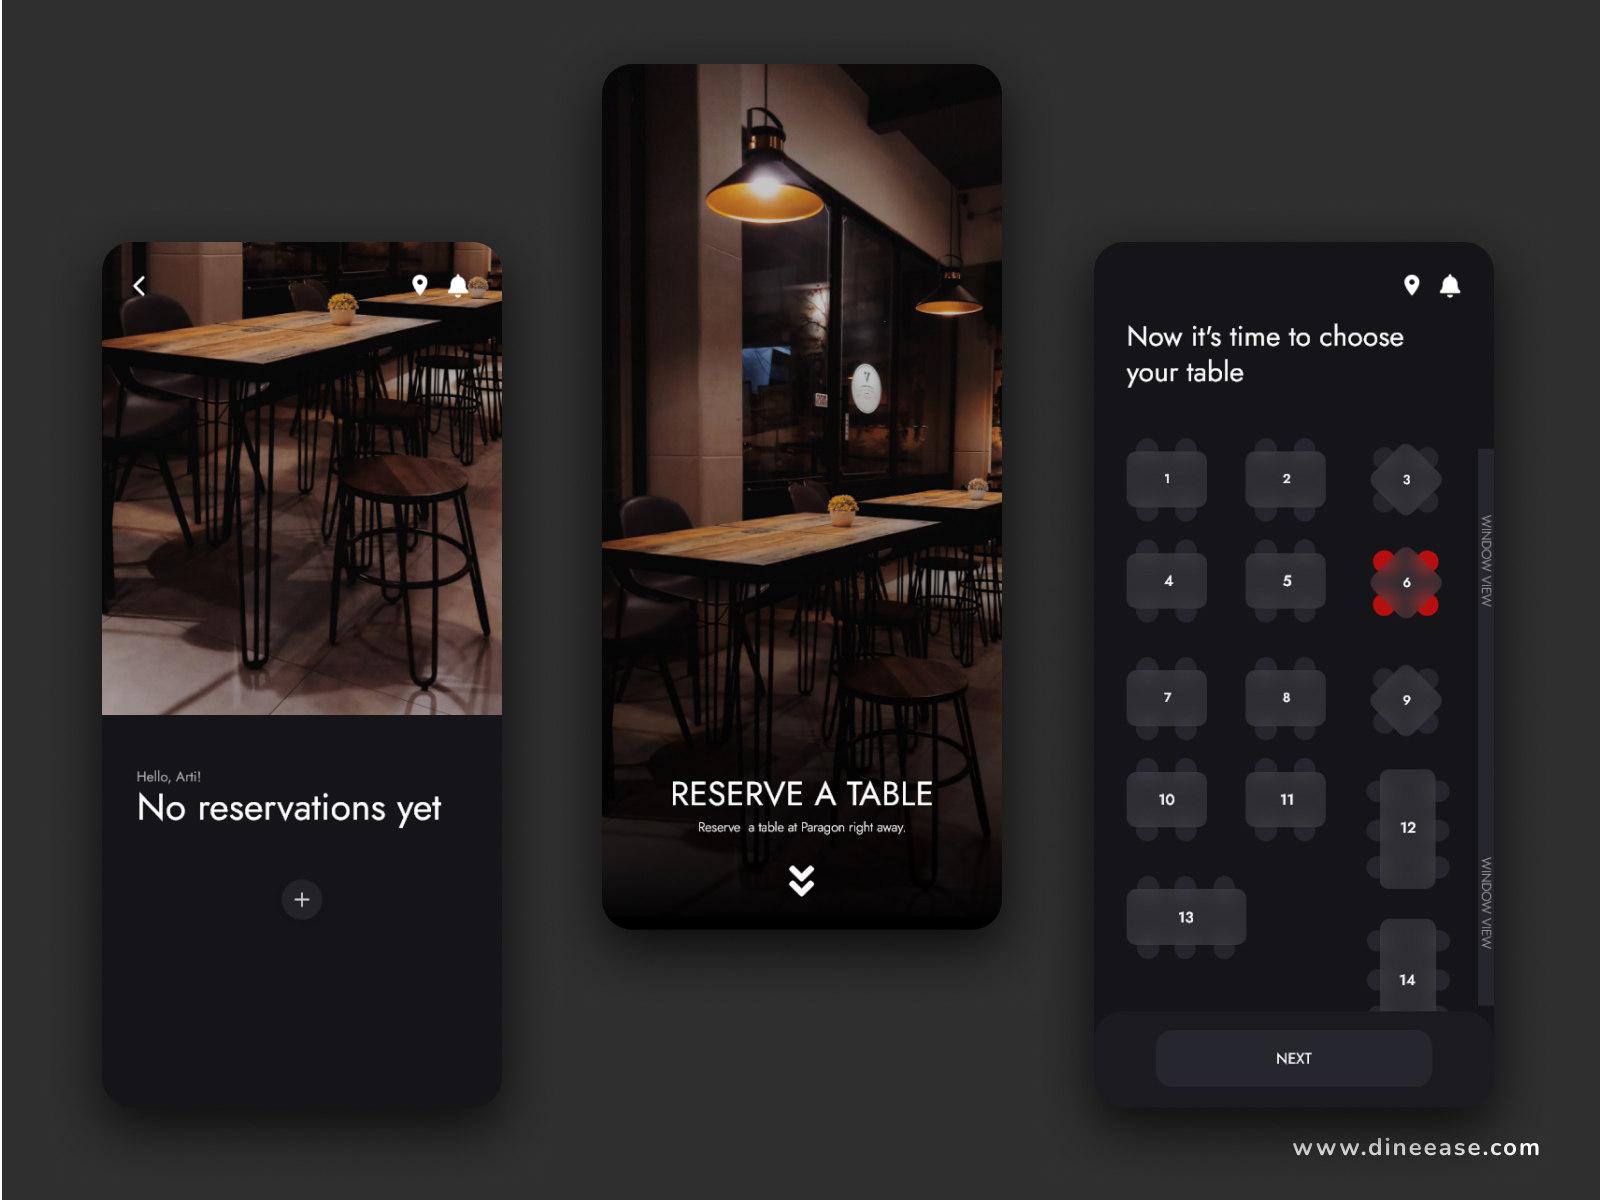 Hello, Arti!
No reservations yet
RESERVE A TABLE
Reserve  a table at Paragon right away.
Now it's time to choose
your table
1
2
3
4
5
6
7
8
9
10
11
12
13
14
WINDOW VIEW
WINDOW VIEW
NEXT
www.dineease.com